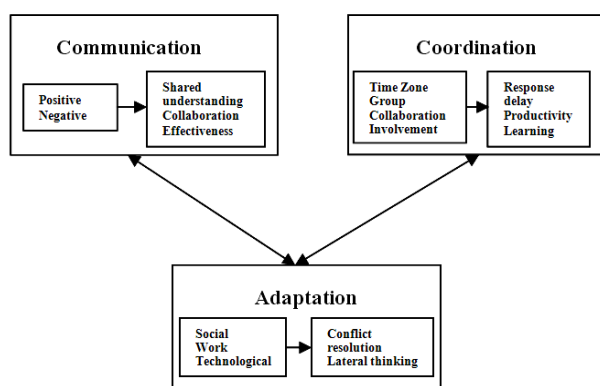 Communication
Positive
Negative
Shared
understanding
Collaboration
Effectiveness
Coordination
Time Zone
Group
Collaboration
Involvement
Response
delay
Productivity
Learning
Adaptation
Social
Work
Technological
Conflict
resolution
Lateral thinking